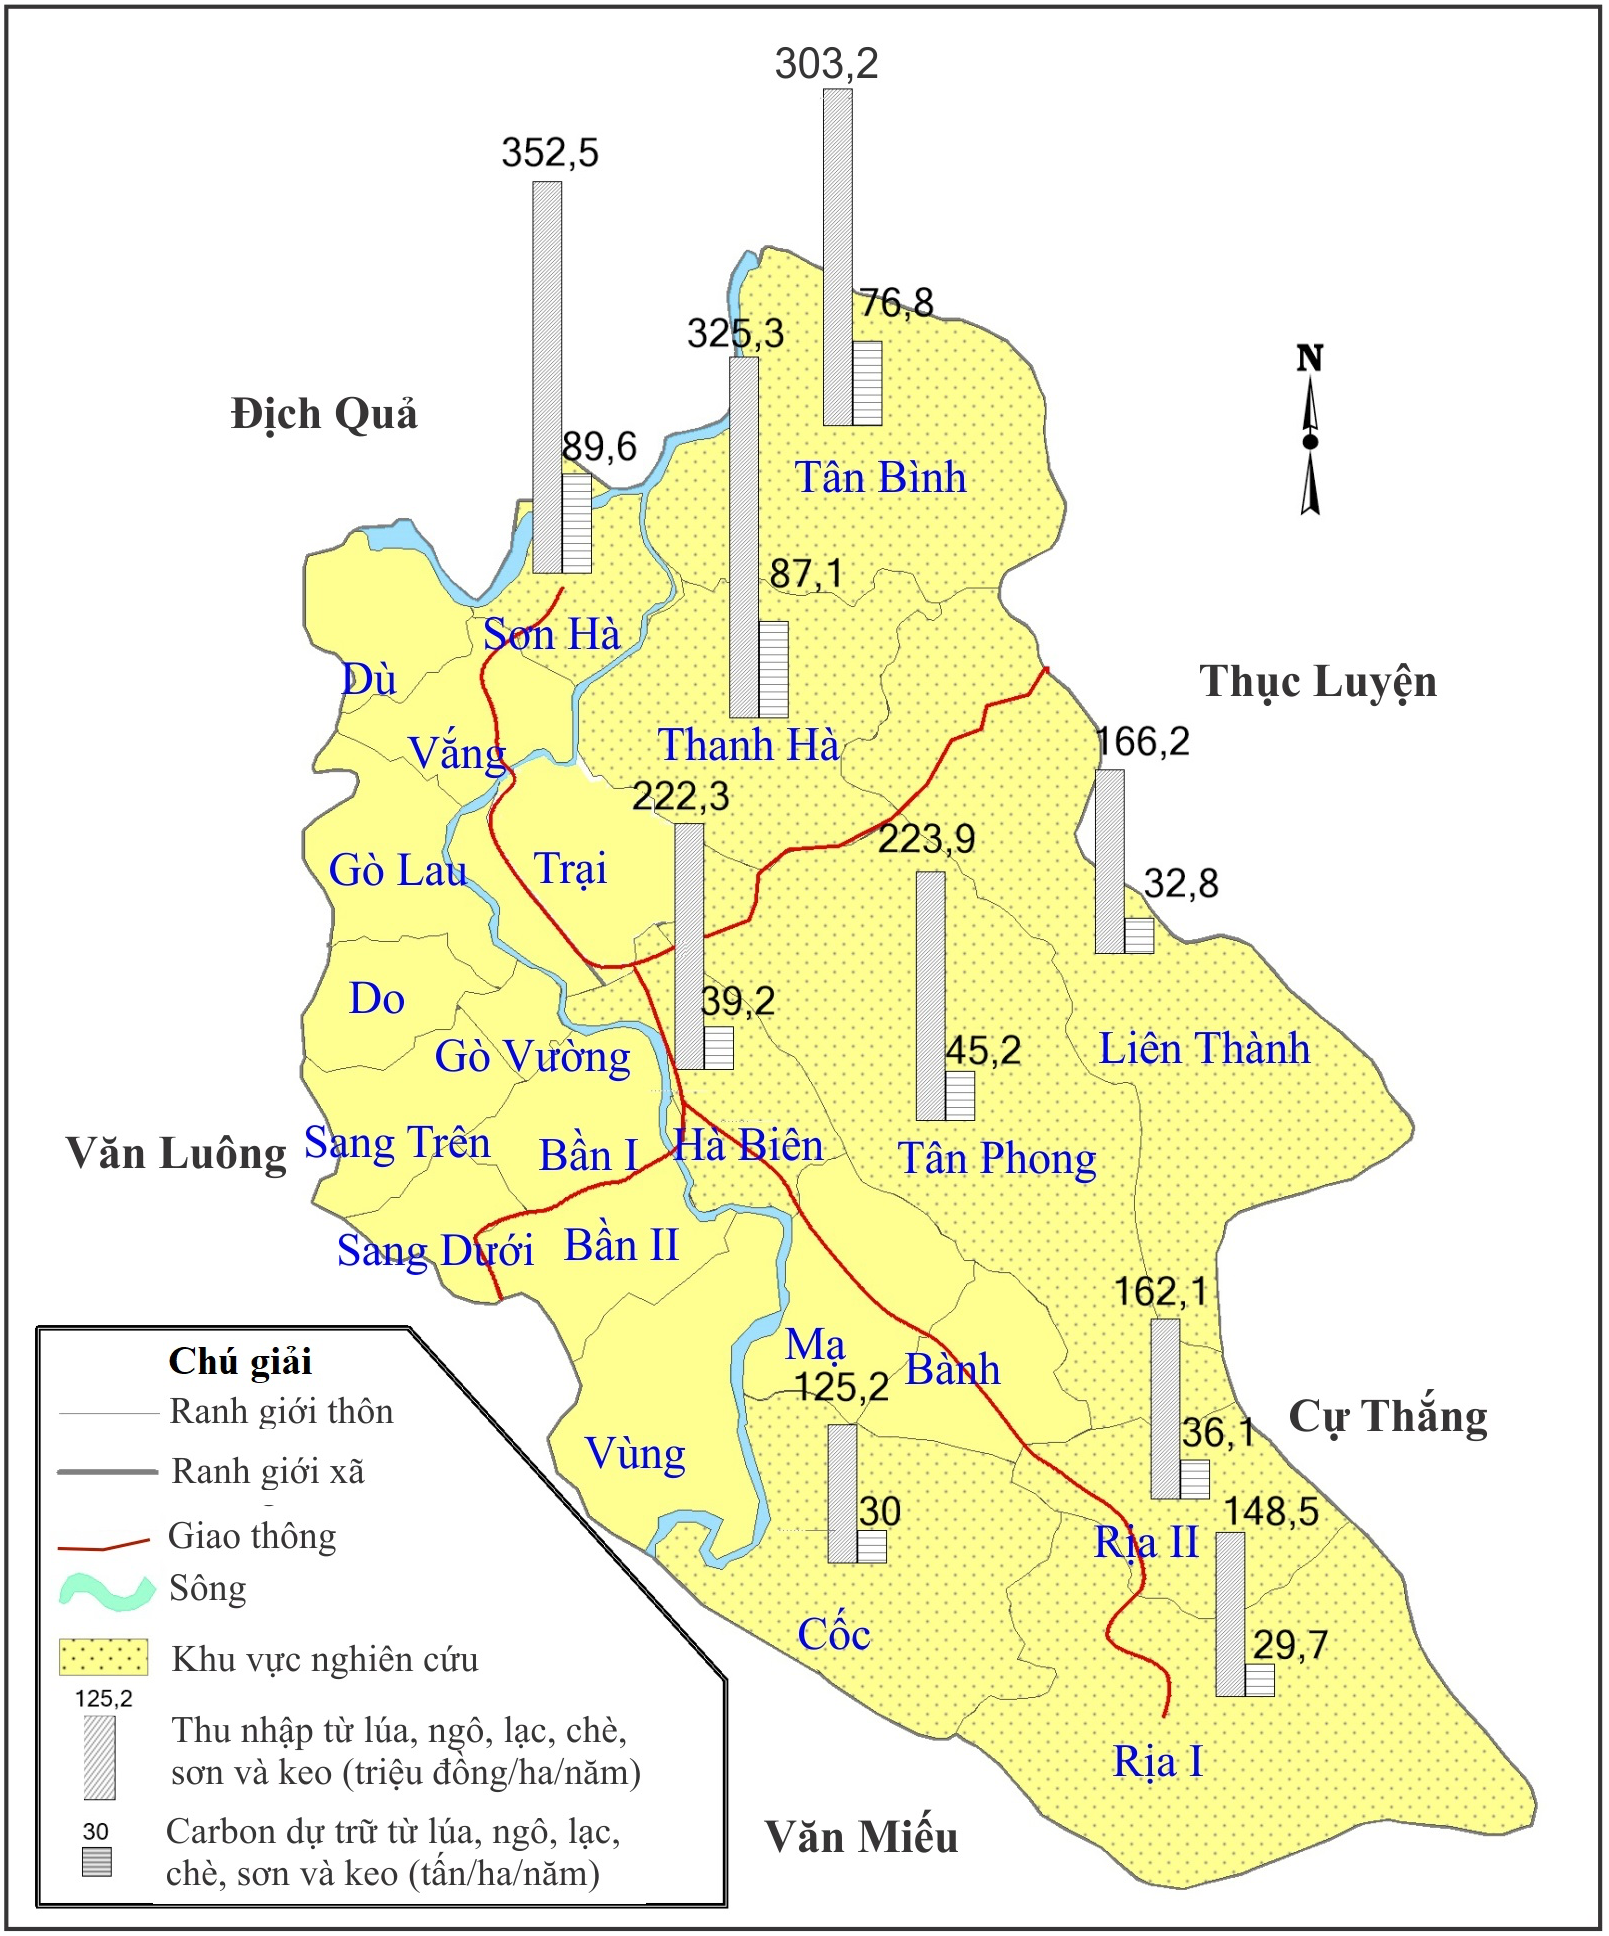 303,2
352,5
76,8
325,3
N
Địch Quả
89,6
Tân Bình
87,1
Sơn Hà
Dù
Thục Luyện
Vắng
Thanh Hà
166,2
222,3
223,9
Gò Lau
Trại
32,8
Do
39,2
Gò Vường
45,2
Liên Thành
Văn Luông
Sang Trên
Bần I
Hà Biên
Tân Phong
Sang Dưới
Bần II
162,1
Mạ
Bành
125,2
Cự Thắng
Vùng
36,1
30
148,5
Rịa II
Cốc
29,7
Rịa I
Văn Miếu
Chú giải
Ranh giới thôn
Ranh giới xã
Giao thông
Sông
Khu vực nghiên cứu
125,2
Thu nhập từ lúa, ngô, lạc, chè,
sơn và keo (triệu đồng/ha/năm)
30
Carbon dự trữ từ lúa, ngô, lạc,
chè, sơn và keo (tấn/ha/năm)